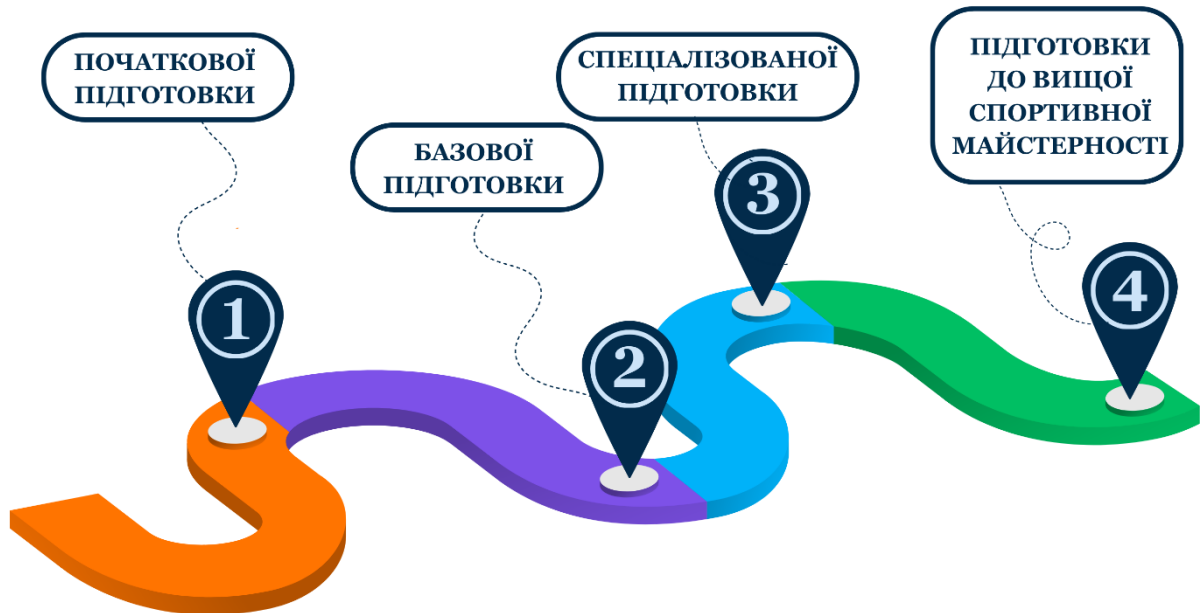 ПОЧАТКОВОЇ
ПІДГОТОВКИ
1
БАЗОВОЇ
ПІДГОТОВКИ
2
СПЕЦІАЛІЗОВАНОЇ
ПІДГОТОВКИ
3
ПІДГОТОВКИ
ДО ВИЩОЇ
СПОРТИВНОЇ
МАЙСТЕРНОСТІ
4